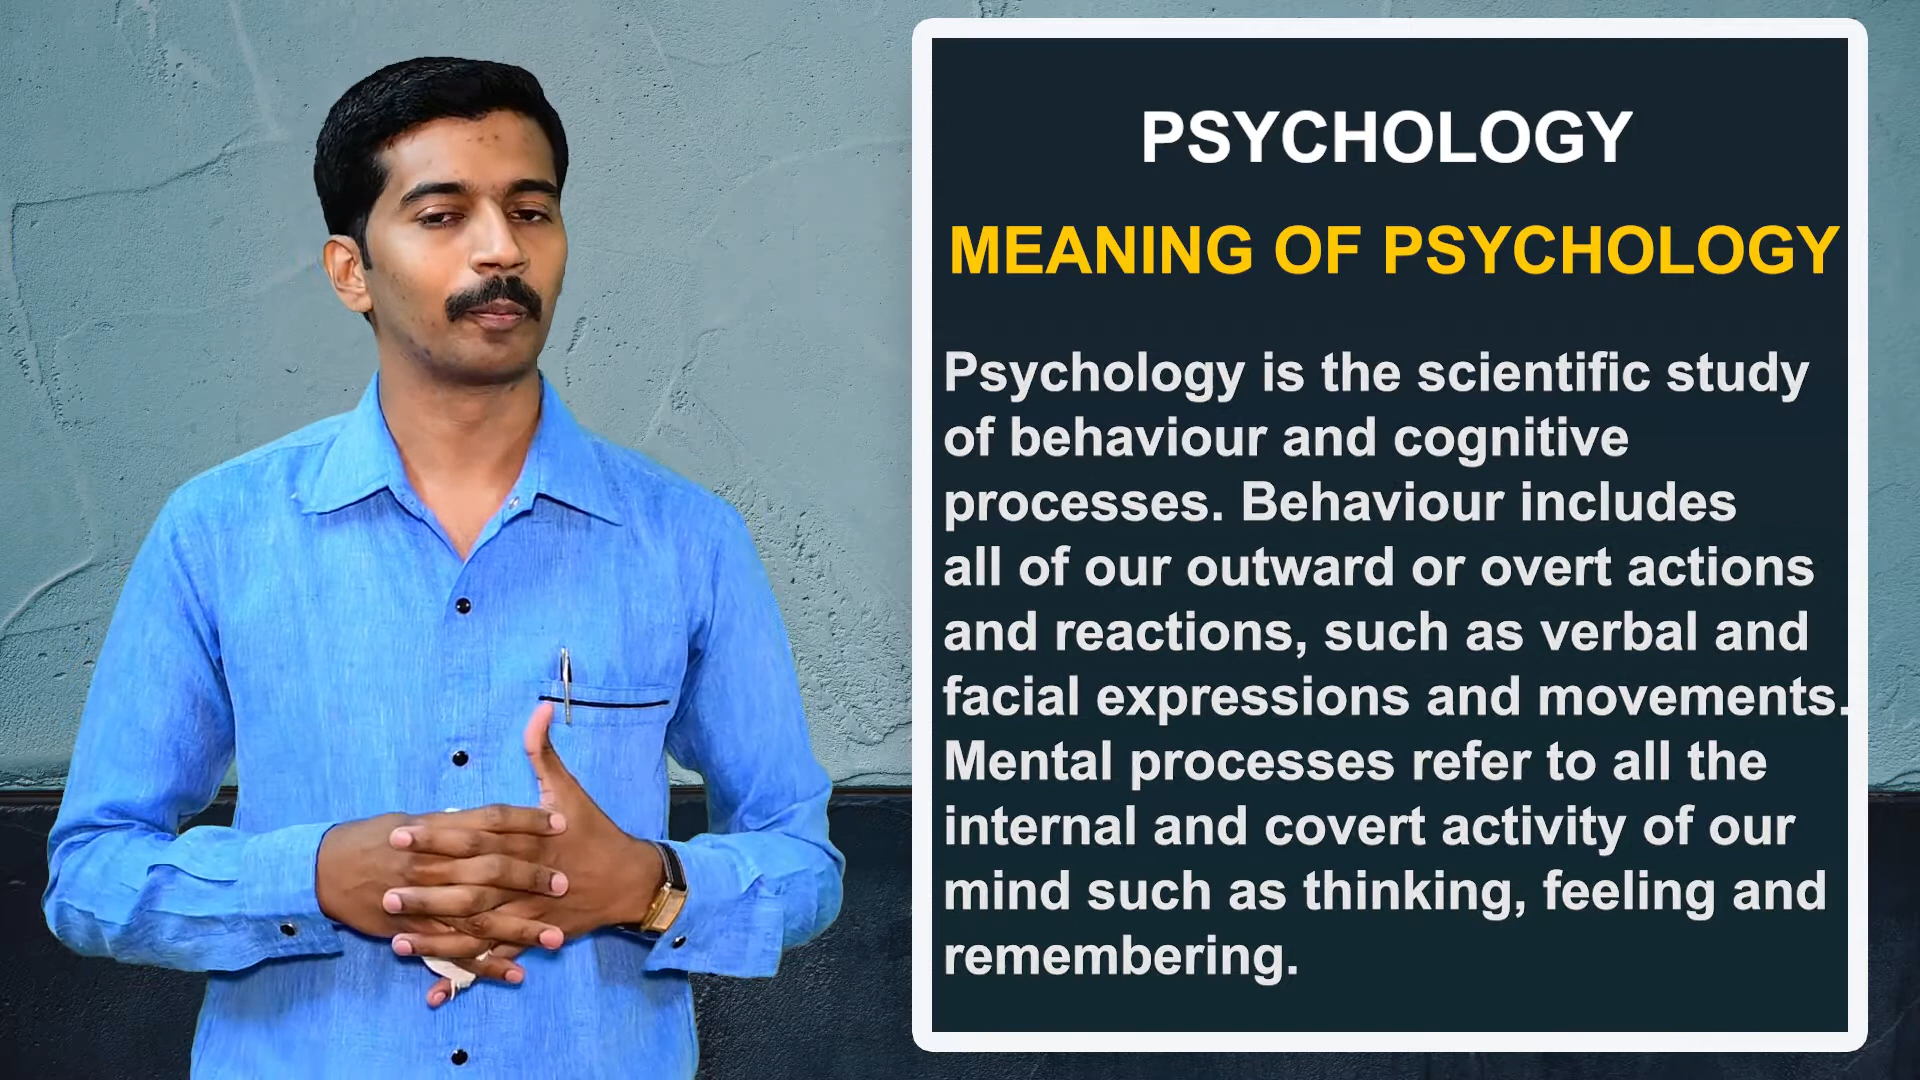 PSYCHOLOGY
MEANING OF PSYCHOLOGY
Psychology is the scientific study
of behaviour and cognitive
processes. Behaviour includes
all of our outward or overt actions
and reactions, such as verbal and
facial expressions and movements.
Mental processes refer to all the
internal and covert activity of our
mind such as thinking, feeling and
remembering.